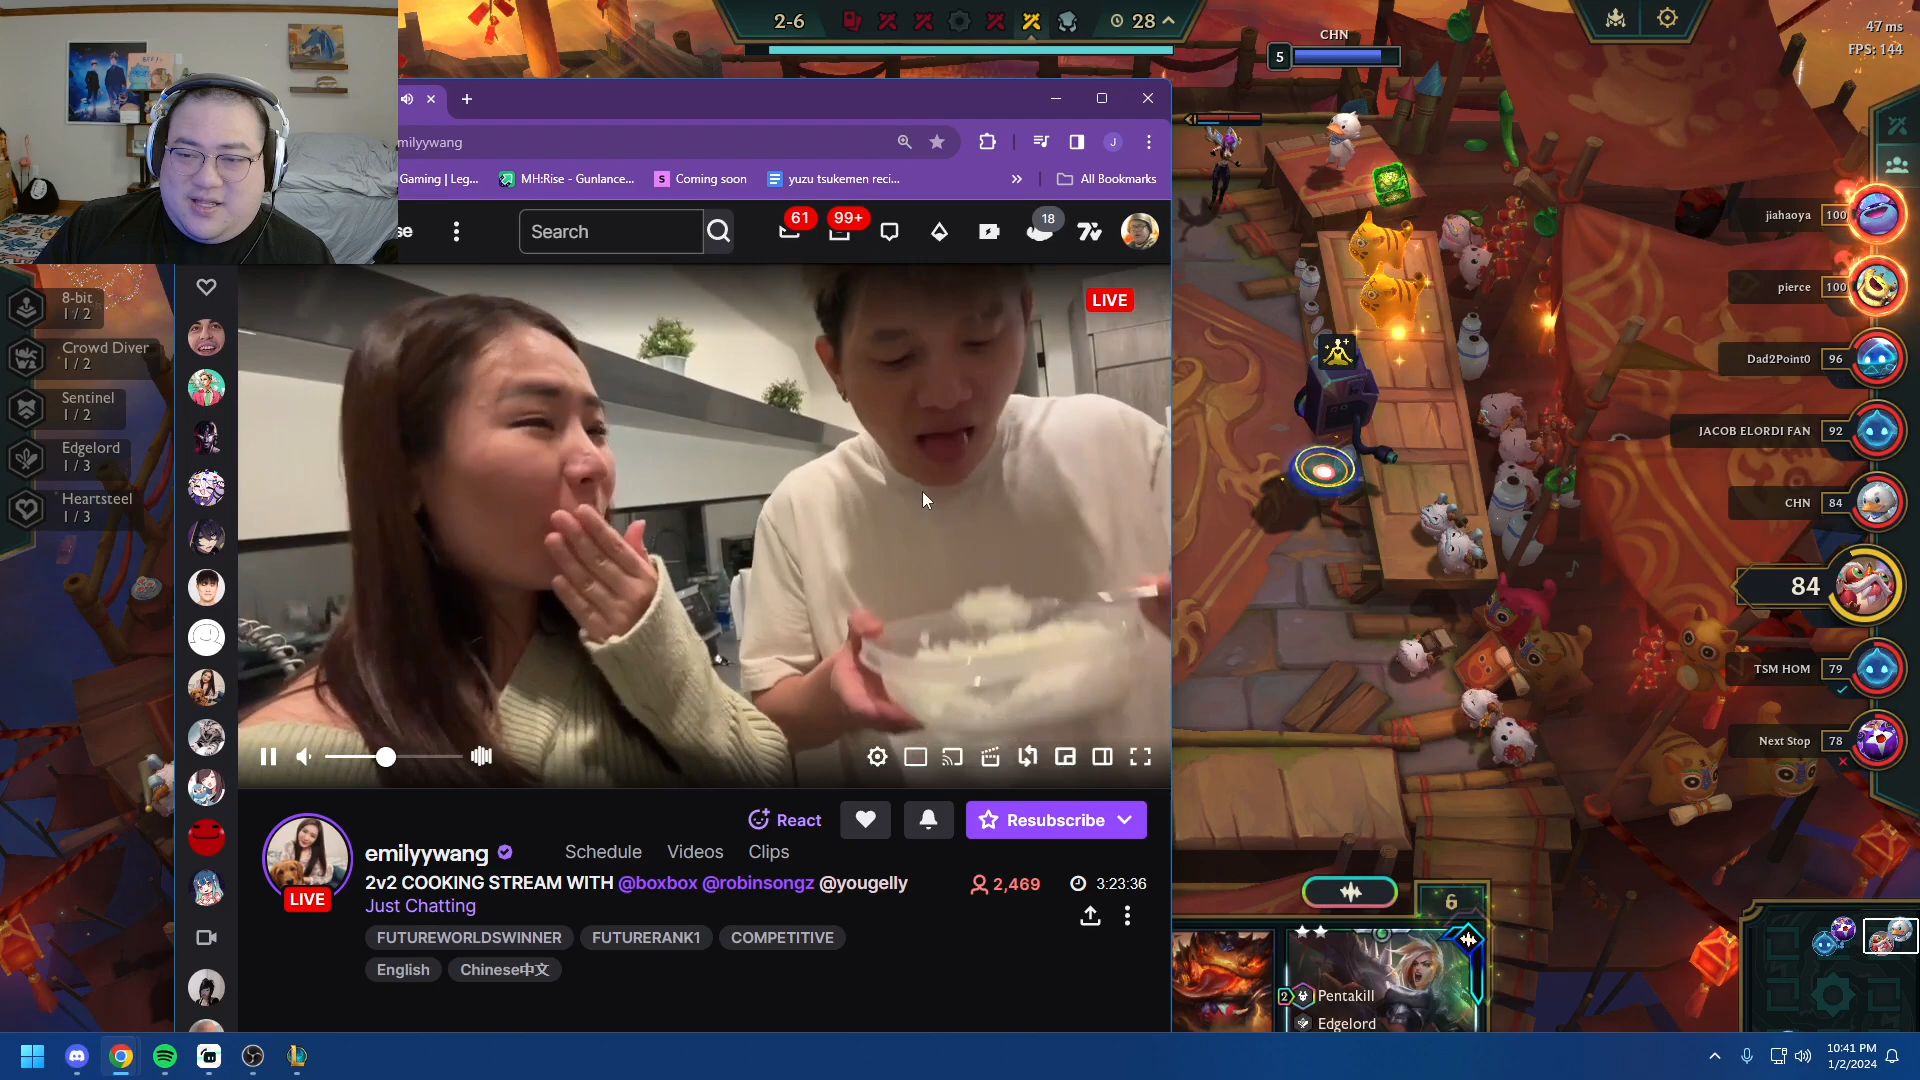 2-6
28
47 ms
FPS: 144
CHN
5
milyywang
J
Gaming | Leg...
MH:Rise - Gunlance...
S
Coming soon
yuzu tsukemen reci...
»
All Bookmarks
se
Search
61
99+
18
LIVE
8-bit
1 / 2
Crowd Diver
1 / 2
Sentinel
1 / 2
Edgelord
1 / 3
Heartsteel
1 / 3
jiahaoya 100
pierce 100
Dad2Point0 96
JACOB ELORDI FAN 92
CHN 84
84
TSM HOM 79
Next Stop 78
React
Resubscribe
emilyywang
Schedule
Videos
Clips
LIVE
2v2 COOKING STREAM WITH @boxbox @robinsongz @yougelly
2,469
3:23:36
Just Chatting
FUTUREWORLDSWINNER
FUTURERANK1
COMPETITIVE
English
Chinese中文
6
2
Pentakill
Edgelord
10:41 PM
1/2/2024